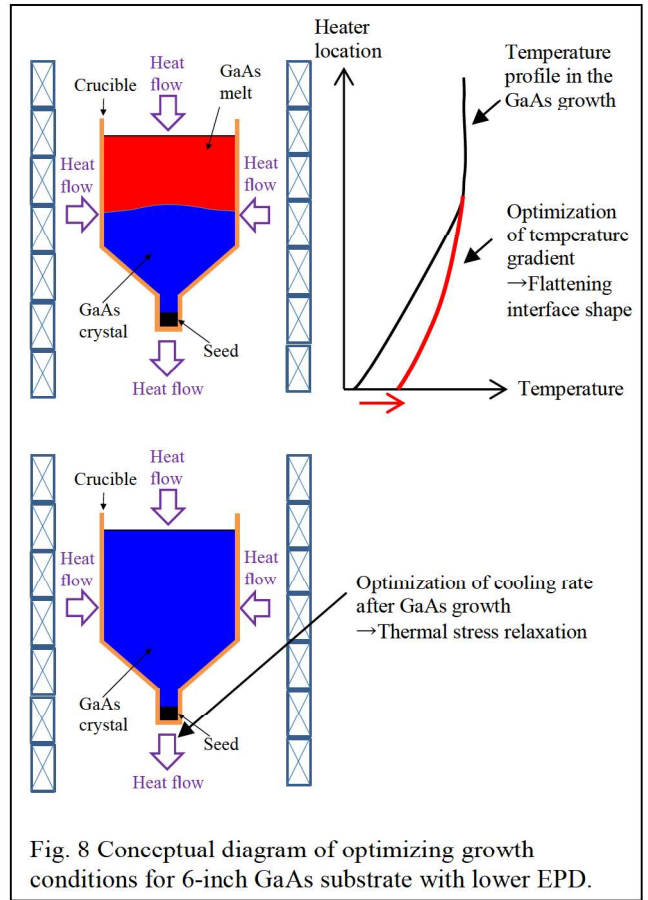 Heater
location
Heat
flow
Crucible
GaAs
melt
Temperature
profile in the
GaAs growth
Heat
flow
Heat
flow
Optimization
of temperature
gradient
→Flattening
interface shape
GaAs
crystal
Seed
Heat flow
Temperature
Heat
flow
Crucible
Heat
flow
Heat
flow
Optimization of cooling rate
after GaAs growth
→Thermal stress relaxation
GaAs
crystal
Seed
Heat flow
Fig. 8 Conceptual diagram of optimizing growth
conditions for 6-inch GaAs substrate with lower EPD.